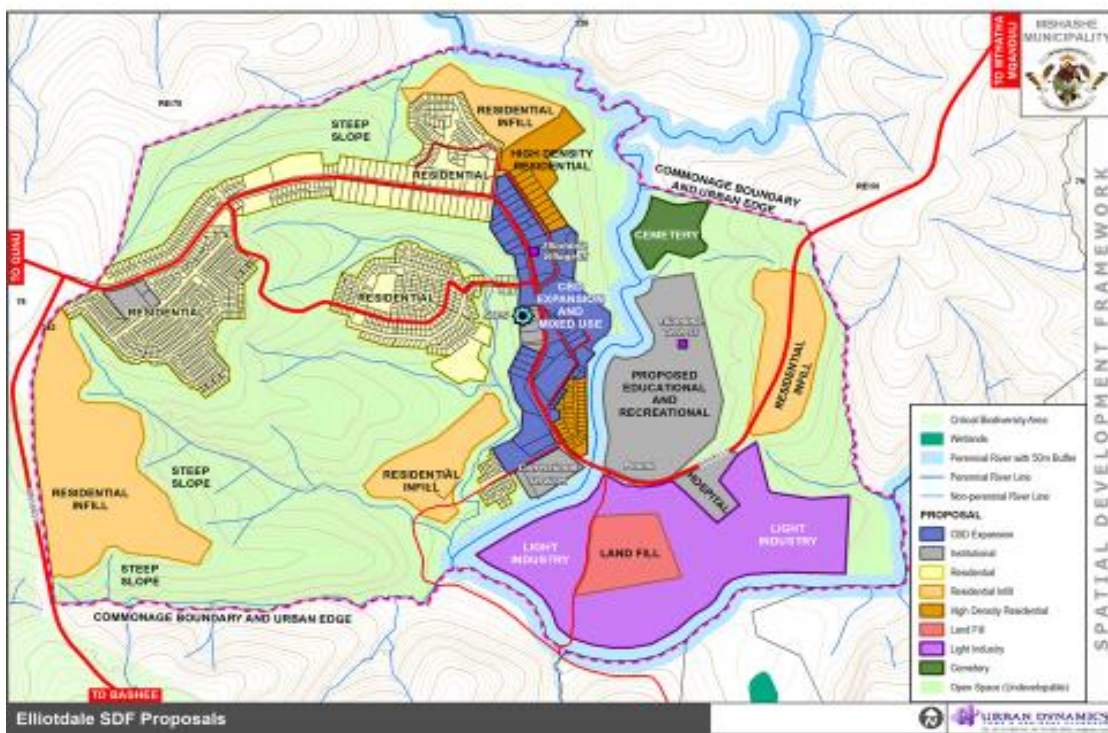 MBHASHE
MUNICIPALITY
TO MTHATHA
MQANDULI
SPATIAL DEVELOPMENT FRAMEWORK
RESIDENTIAL
INFILL
STEEP
SLOPE
HIGH DENSITY
RESIDENTIAL
RESIDENTIAL
COMMONAGE BOUNDARY
AND URBAN EDGE
CEMETERY
TO DUTYWA
RESIDENTIAL
RESIDENTIAL
CBD
EXPANSION
AND
MIXED USE
PROPOSED
EDUCATIONAL
AND
RECREATIONAL
RESIDENTIAL
INFILL
RESIDENTIAL
INFILL
STEEP
SLOPE
RESIDENTIAL
INFILL
HOSPITAL
LIGHT
INDUSTRY
LAND FILL
LIGHT
INDUSTRY
STEEP
SLOPE
COMMONAGE BOUNDARY AND URBAN EDGE
TO BASHEE
Critical Biodiversity Area
Wetlands
Perennial River with 50m Buffer
Perennial River Line
Non-perennial River Line
PROPOSAL
CBD Expansion
Institutional
Residential
Residential Infill
High Density Residential
Land Fill
Light Industry
Cemetery
Open Space (Undevelopable)
Elliotdale SDF Proposals
URBAN DYNAMICS